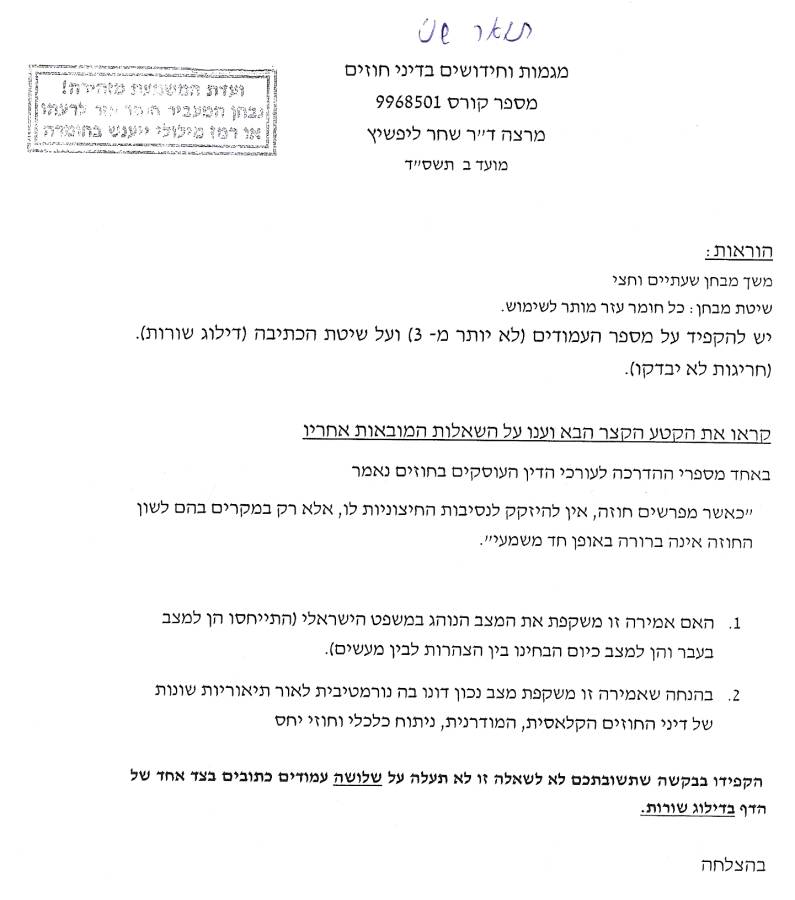 תואר שני
מגמות וחידושים בדיני חוזים
מספר קורס 9968501
מרצה ד״ר שחר ליפשיץ
מועד ב תשס״ד
ועדת המשמעת מזהירה!
נבחן המעביר חומר עזר לרעהו
או רמז מילולי ייענש בחומרה
הוראות:
משך מבחן שעתיים וחצי
שיטת מבחן: כל חומר עזר מותר לשימוש.
יש להקפיד על מספר העמודים (לא יותר מ- 3) ועל שיטת הכתיבה (דילוג שורות).
(חריגות לא יבדקו).
קראו את הקטע הקצר הבא וענו על השאלות המובאות אחריו
באחד מספרי ההדרכה לעורכי הדין העוסקים בחוזים נאמר
״כאשר מפרשים חוזה, אין להיזקק לנסיבות החיצוניות לו, אלא רק במקרים בהם לשון
החוזה אינה ברורה באופן חד משמעי״.
1. האם אמירה זו משקפת את המצב הנוהג במשפט הישראלי (התייחסו הן למצב
בעבר והן למצב כיום הבחינו בין הצהרות לבין מעשים).
2. בהנחה שאמירה זו משקפת מצב נכון דונו בה נורמטיבית לאור תיאוריות שונות
של דיני החוזים הקלאסית, המודרנית, ניתוח כלכלי וחוזי יחס
הקפידו בבקשה שתשובתכם לא לשאלה זו לא תעלה על שלושה עמודים כתובים בצד אחד של
הדף בדילוג שורות.
בהצלחה